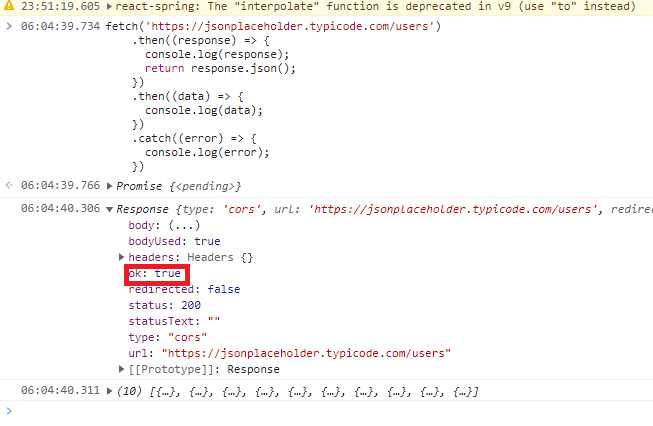 23:51:19.605 ▶react-spring: The "interpolate" function is deprecated in v9 (use "to" instead)
> 06:04:39.734 fetch('https://jsonplaceholder.typicode.com/users')
.then((response) => {
console.log(response);
return response.json();
})
.then((data) => {
console.log(data);
})
.catch((error) => {
console.log(error);
})
06:04:39.766 ▶Promise {<pending>}
06:04:40.306 ▼Response {type: 'cors', url: 'https://jsonplaceholder.typicode.com/users', redire
body: (...)
bodyUsed: true
▶headers: Headers {}
ok: true
redirected: false
status: 200
statusText: ""
type: "cors"
url: "https://jsonplaceholder.typicode.com/users"
▶[[Prototype]]: Response
06:04:40.311 ▶(10) [{…}, {…}, {…}, {…}, {…}, {…}, {…}, {…}, {…}, {…}]
>